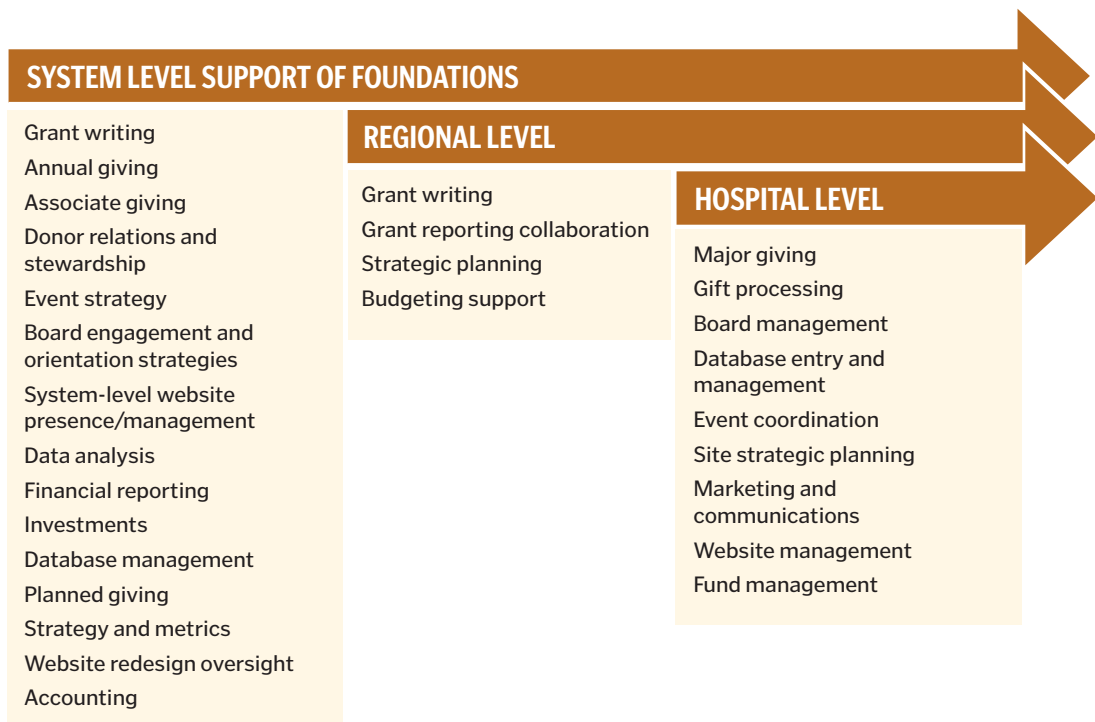 SYSTEM LEVEL SUPPORT OF FOUNDATIONS
Grant writing
Annual giving
Associate giving
Donor relations and
stewardship
Event strategy
Board engagement and
orientation strategies
System-level website
presence/management
Data analysis
Financial reporting
Investments
Database management
Planned giving
Strategy and metrics
Website redesign oversight
Accounting
REGIONAL LEVEL
Grant writing
Grant reporting collaboration
Strategic planning
Budgeting support
HOSPITAL LEVEL
Major giving
Gift processing
Board management
Database entry and
management
Event coordination
Site strategic planning
Marketing and
communications
Website management
Fund management